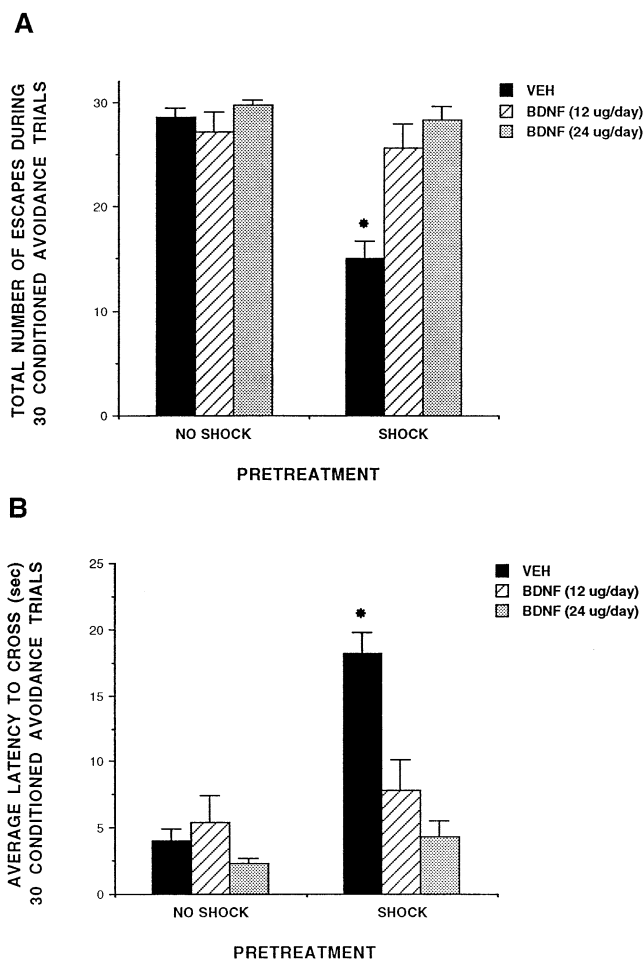 A
TOTAL NUMBER OF ESCAPES DURING
30 CONDITIONED AVOIDANCE TRIALS
30
20
10
0
*
NO SHOCK
SHOCK
PRETREATMENT
VEH
BDNF (12 ug/day)
BDNF (24 ug/day)
B
AVERAGE LATENCY TO CROSS (sec)
30 CONDITIONED AVOIDANCE TRIALS
25
20
15
10
5
0
*
NO SHOCK
SHOCK
PRETREATMENT
VEH
BDNF (12 ug/day)
BDNF (24 ug/day)